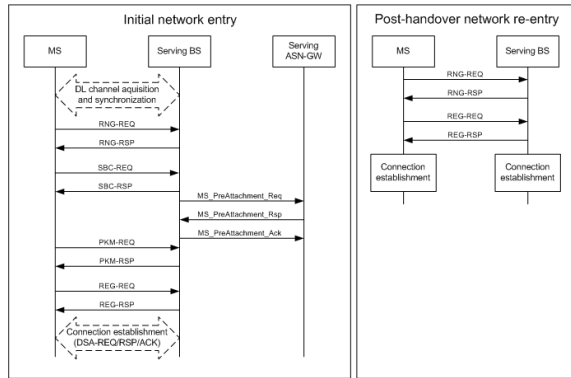 Initial network entry
MS
Serving BS
Serving
ASN-GW
DL channel aquisition
and synchronization
RNG-REQ
RNG-RSP
SBC-REQ
SBC-RSP
MS_PreAttachment_Req
MS_PreAttachment_Rsp
MS_PreAttachment_Ack
PKM-REQ
PKM-RSP
REG-REQ
REG-RSP
Connection establishment
(DSA-REQ/RSP/ACK)
Post-handover network re-entry
MS
Serving BS
RNG-REQ
RNG-RSP
REG-REQ
REG-RSP
Connection
establishment
Connection
establishment